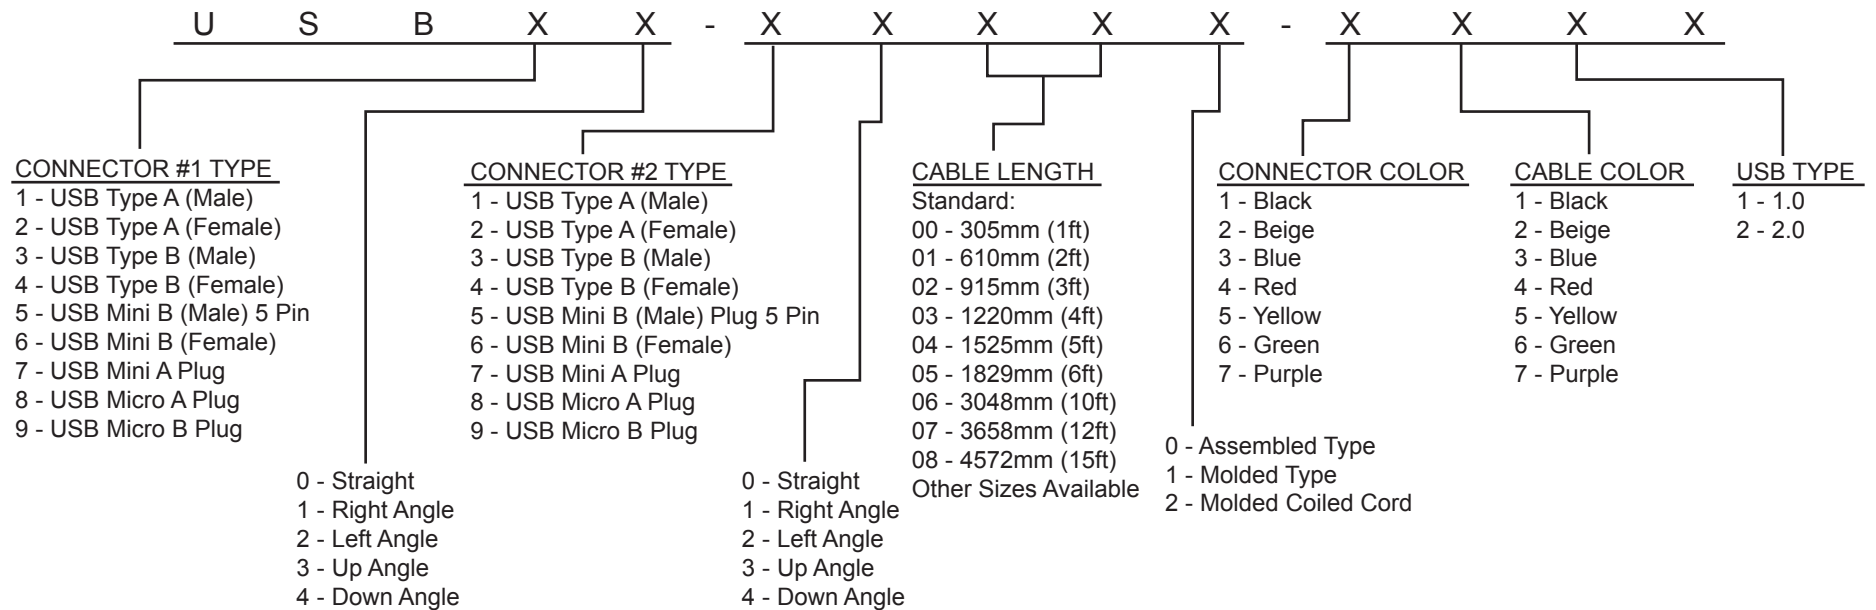 U S B X X - X X X X X - X X X X
CONNECTOR #1 TYPE
1 - USB Type A (Male)
2 - USB Type A (Female)
3 - USB Type B (Male)
4 - USB Type B (Female)
5 - USB Mini B (Male) 5 Pin
6 - USB Mini B (Female)
7 - USB Mini A Plug
8 - USB Micro A Plug
9 - USB Micro B Plug
0 - Straight
1 - Right Angle
2 - Left Angle
3 - Up Angle
4 - Down Angle
CONNECTOR #2 TYPE
1 - USB Type A (Male)
2 - USB Type A (Female)
3 - USB Type B (Male)
4 - USB Type B (Female)
5 - USB Mini B (Male) Plug 5 Pin
6 - USB Mini B (Female)
7 - USB Mini A Plug
8 - USB Micro A Plug
9 - USB Micro B Plug
0 - Straight
1 - Right Angle
2 - Left Angle
3 - Up Angle
4 - Down Angle
CABLE LENGTH
Standard:
00 - 305mm (1ft)
01 - 610mm (2ft)
02 - 915mm (3ft)
03 - 1220mm (4ft)
04 - 1525mm (5ft)
05 - 1829mm (6ft)
06 - 3048mm (10ft)
07 - 3658mm (12ft)
08 - 4572mm (15ft)
Other Sizes Available
0 - Assembled Type
1 - Molded Type
2 - Molded Coiled Cord
CONNECTOR COLOR
1 - Black
2 - Beige
3 - Blue
4 - Red
5 - Yellow
6 - Green
7 - Purple
CABLE COLOR
1 - Black
2 - Beige
3 - Blue
4 - Red
5 - Yellow
6 - Green
7 - Purple
USB TYPE
1 - 1.0
2 - 2.0